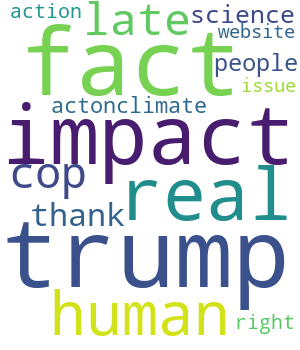 action late science
website
fact people
issue
actonclimate
impact
cop real
thank
trump
human right